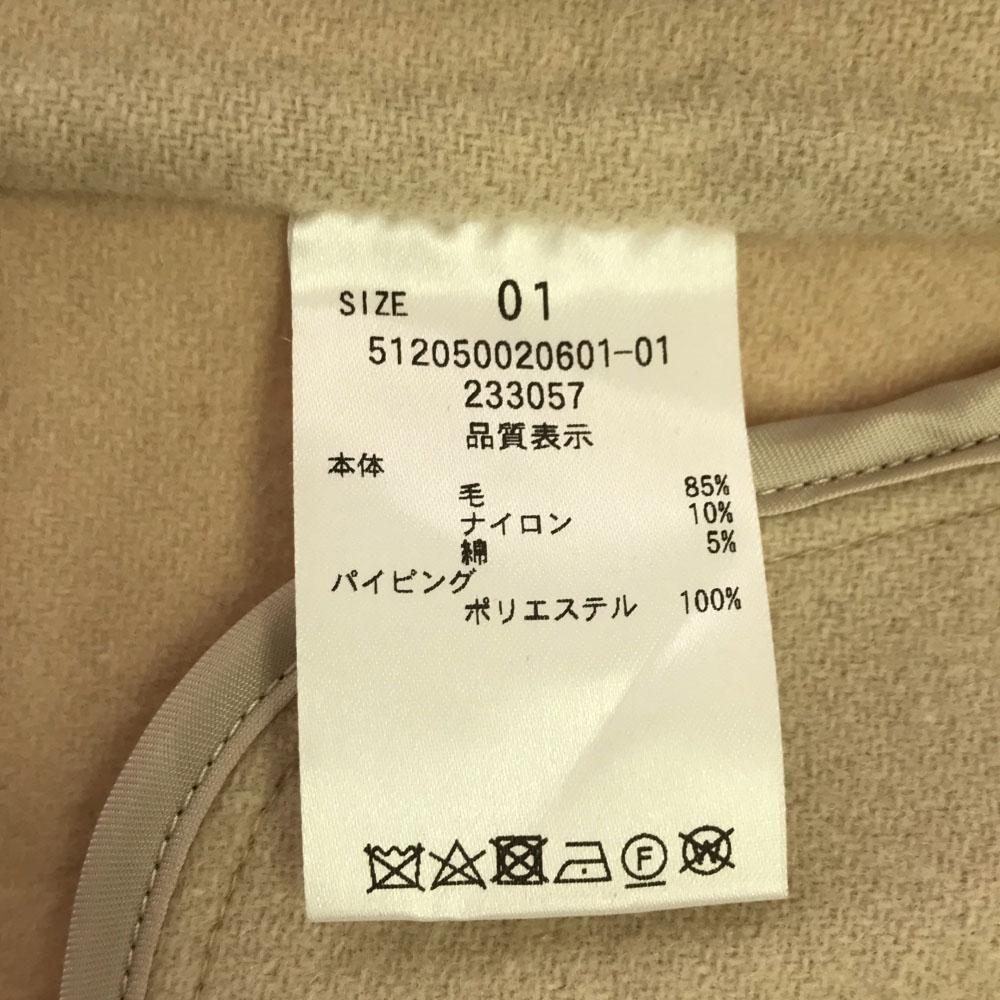 SIZE 01
512050020601-01
233057
品質表示
本体
毛 85%
ナイロン 10%
綿 5%
パイピング
ポリエステル 100%
F W